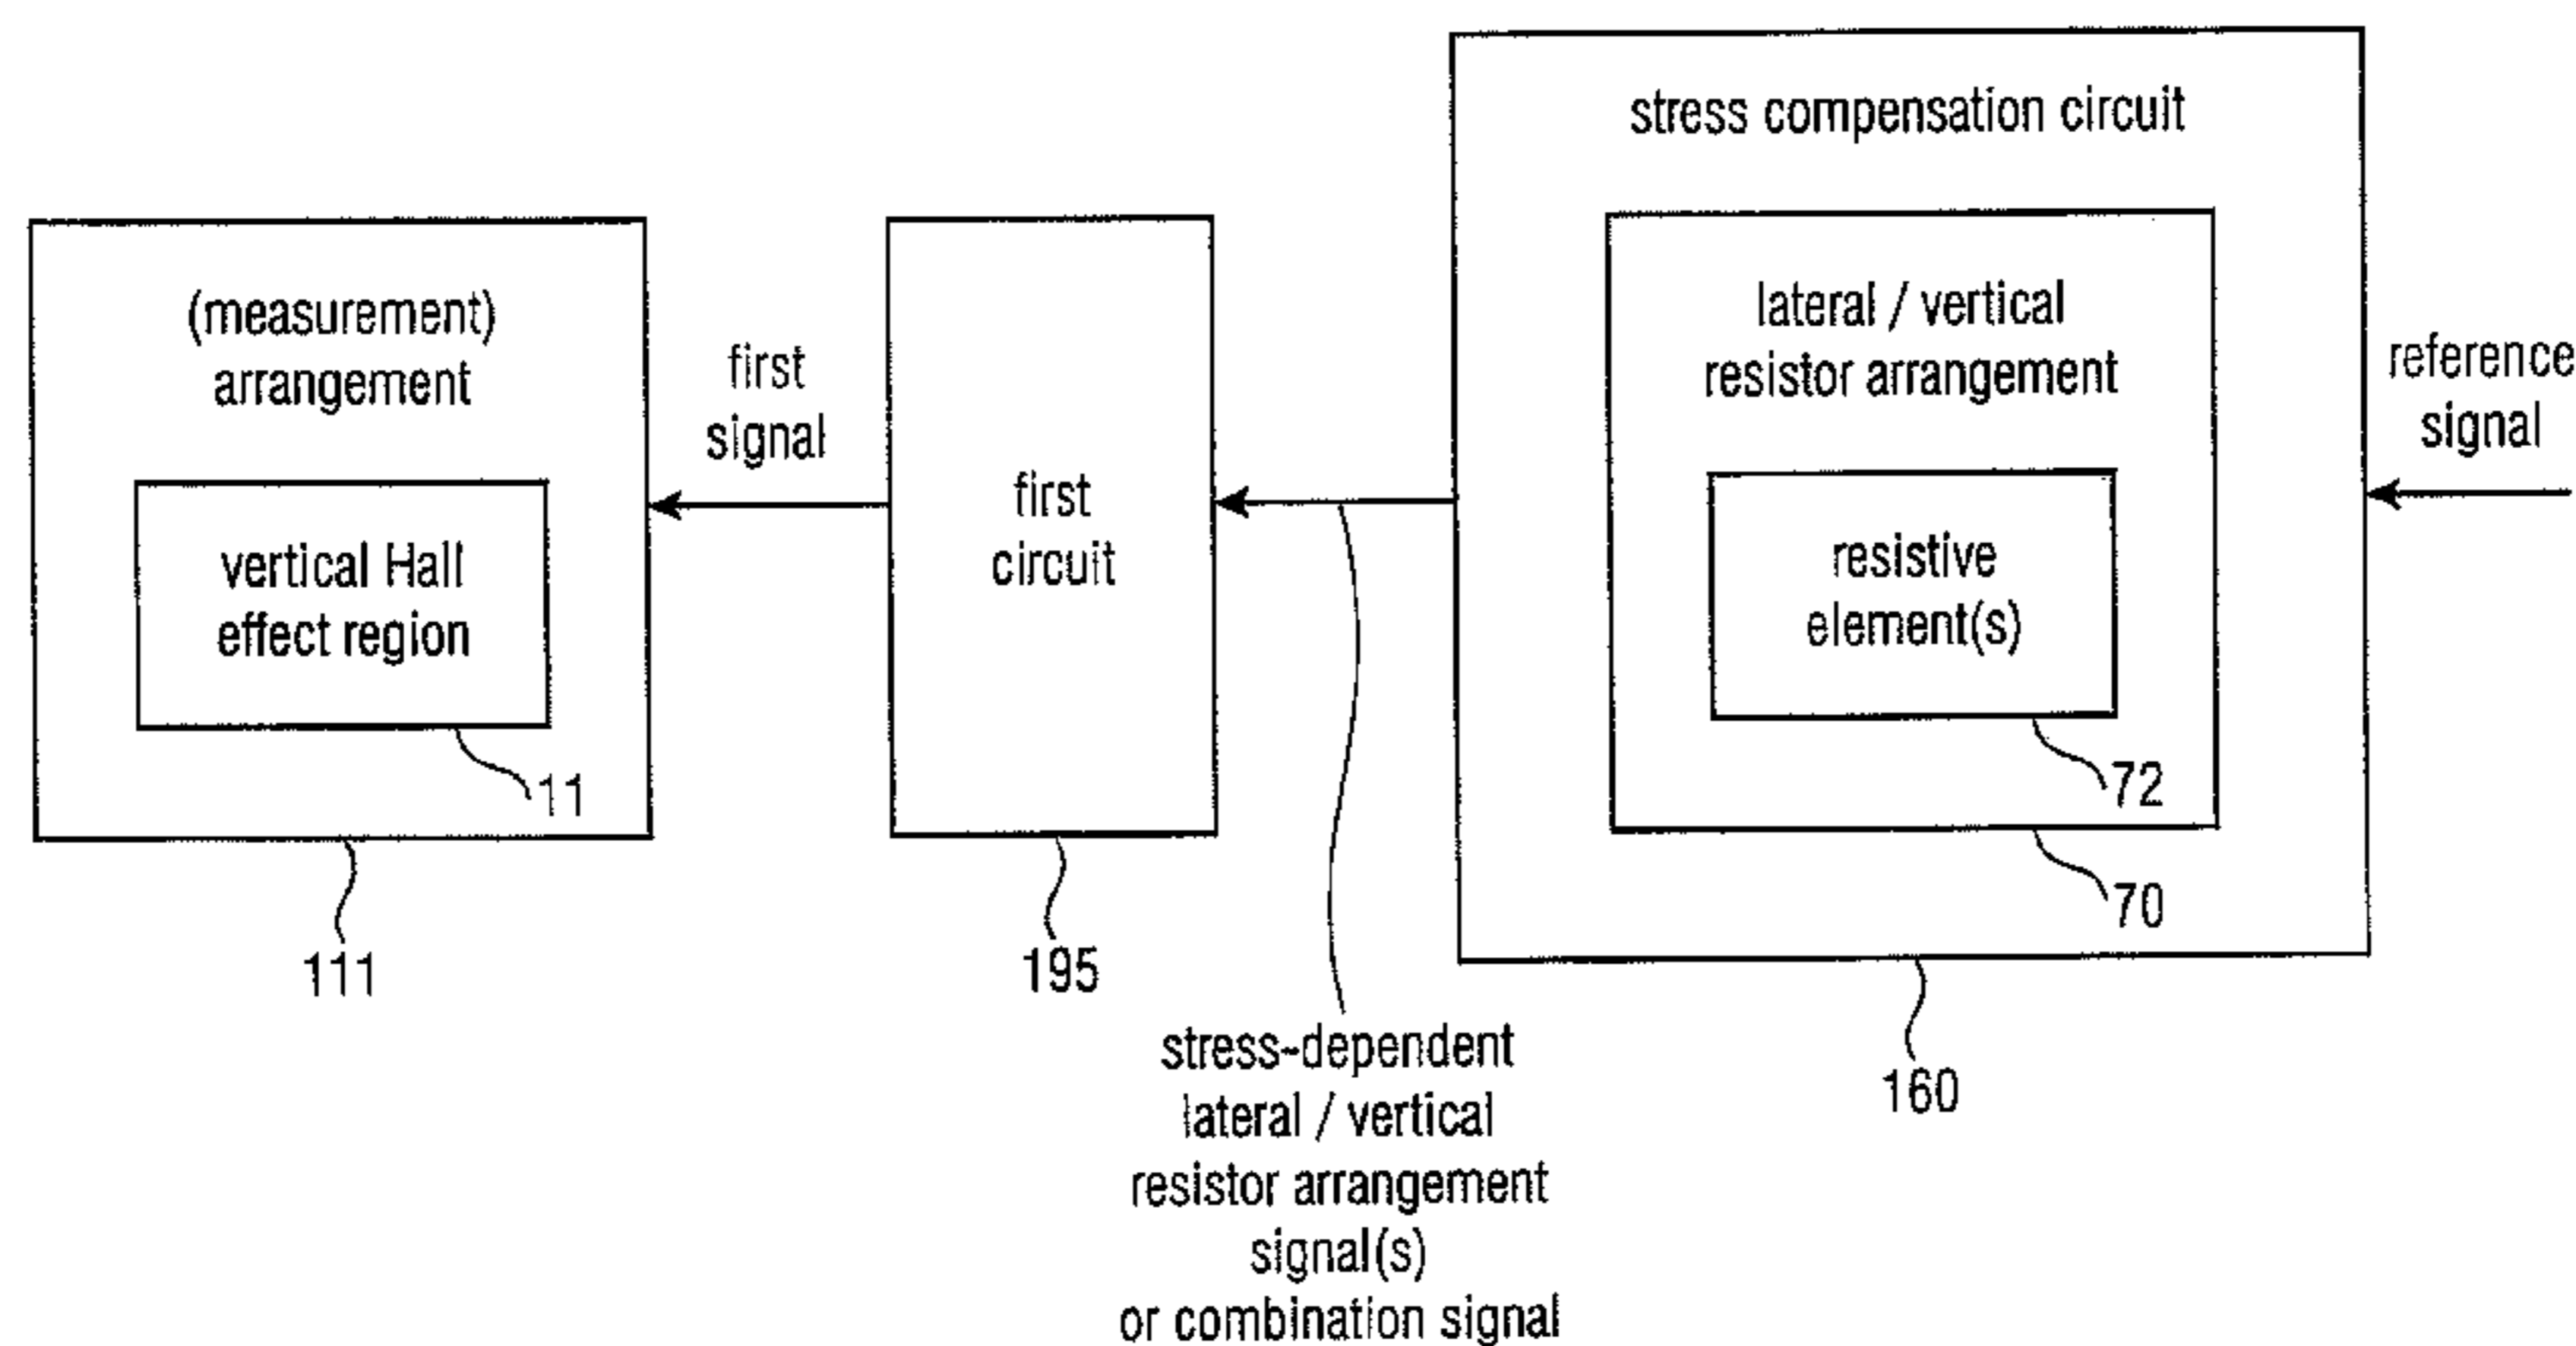 (measurement)
arrangement
vertical Hall
effect region
11
111
first
signal
first
circuit
195
stress-dependent
lateral / vertical
resistor arrangement
signal(s)
or combination signal
stress compensation circuit
lateral / vertical
resistor arrangement
resistive
element(s)
72
70
160
reference
signal